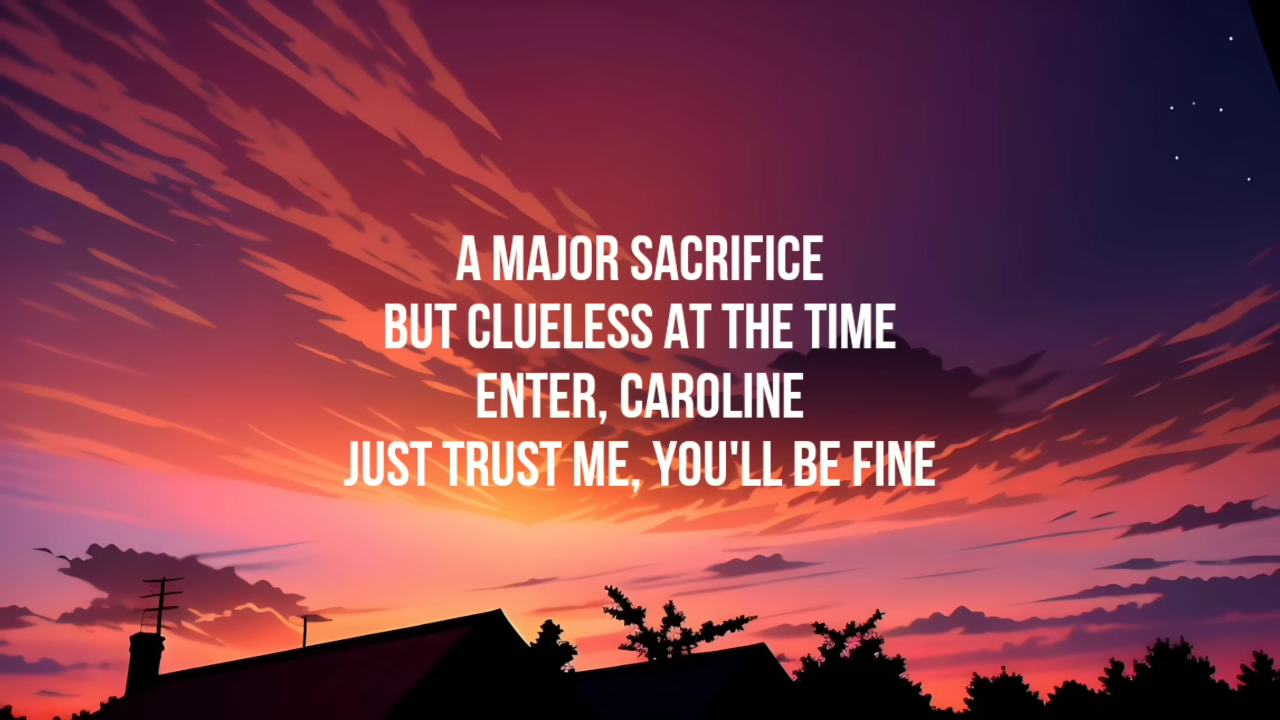 A MAJOR SACRIFICE
BUT CLUELESS AT THE TIME
ENTER, CAROLINE
JUST TRUST ME, YOU'LL BE FINE